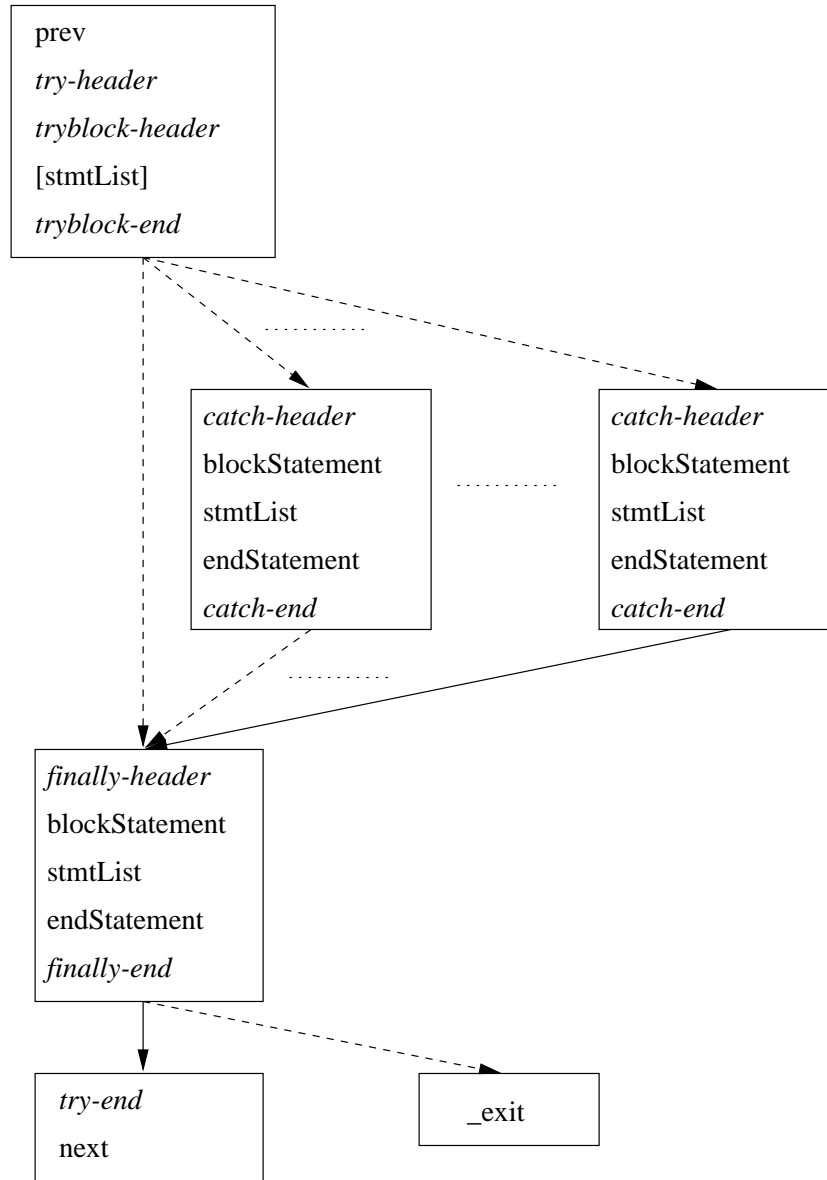 prev
try-header
tryblock-header
[stmtList]
tryblock-end
catch-header
blockStatement
stmtList
endStatement
catch-end
catch-header
blockStatement
stmtList
endStatement
catch-end
finally-header
blockStatement
stmtList
endStatement
finally-end
try-end
next
_exit